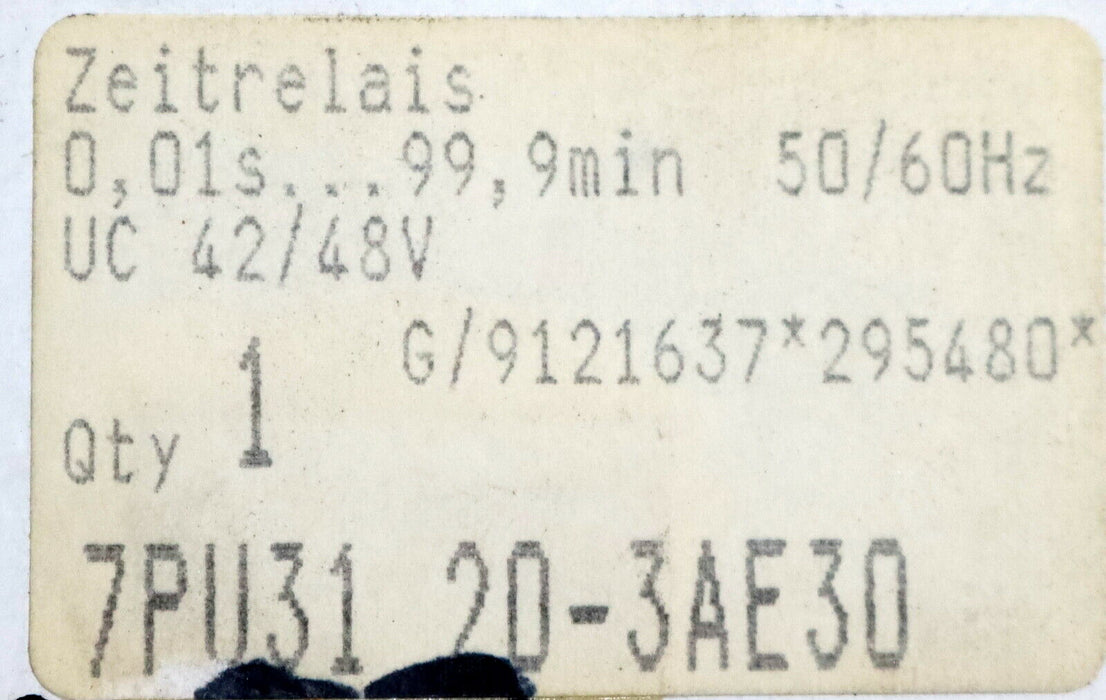 Zeitrelais
0,01s...99,9min 50/60Hz
UC 42/48V
G/9121637*295480*
Qty 1
7PU31 20-3AE30